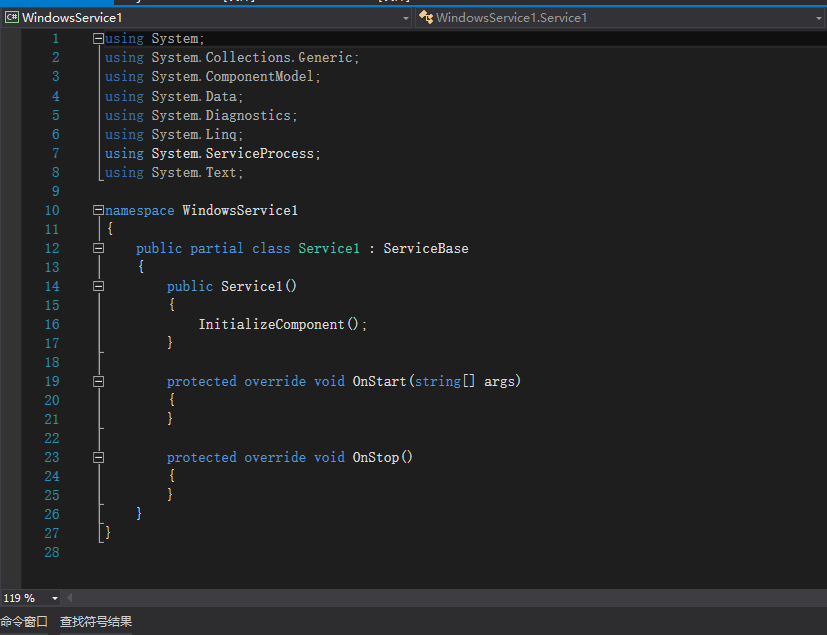 WindowsService1 WindowsService1.Service1
1 using System;
2 using System.Collections.Generic;
3 using System.ComponentModel;
4 using System.Data;
5 using System.Diagnostics;
6 using System.Linq;
7 using System.ServiceProcess;
8 using System.Text;
9
10 namespace WindowsService1
11 {
12     public partial class Service1 : ServiceBase
13     {
14         public Service1()
15         {
16             InitializeComponent();
17         }
18
19         protected override void OnStart(string[] args)
20         {
21         }
22
23         protected override void OnStop()
24         {
25         }
26     }
27 }
28
119 %
命令窗口 查找符号结果